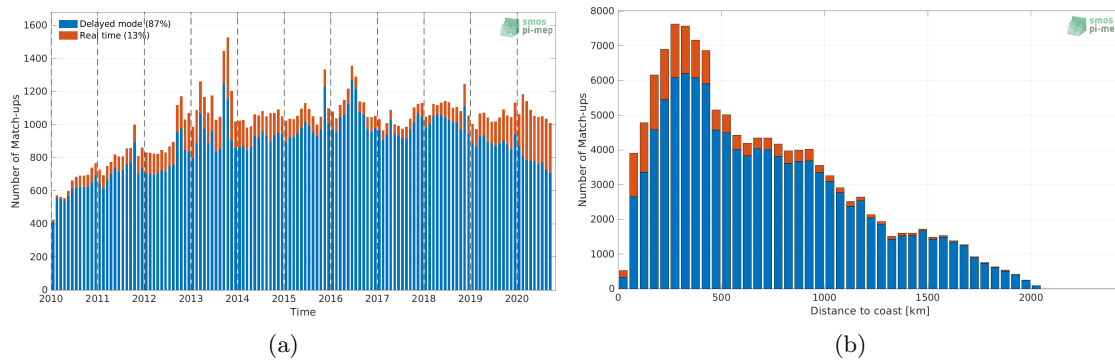 Delayed mode (87%)
Real time (13%)
smos
pi-mep
Number of Match-ups
1600
1400
1200
1000
800
600
400
200
0
2010 2011 2012 2013 2014 2015 2016 2017 2018 2019 2020
Time
(a)
smos
pi-mep
Number of Match-ups
8000
7000
6000
5000
4000
3000
2000
1000
0
0 500 1000 1500 2000
Distance to coast [km]
(b)